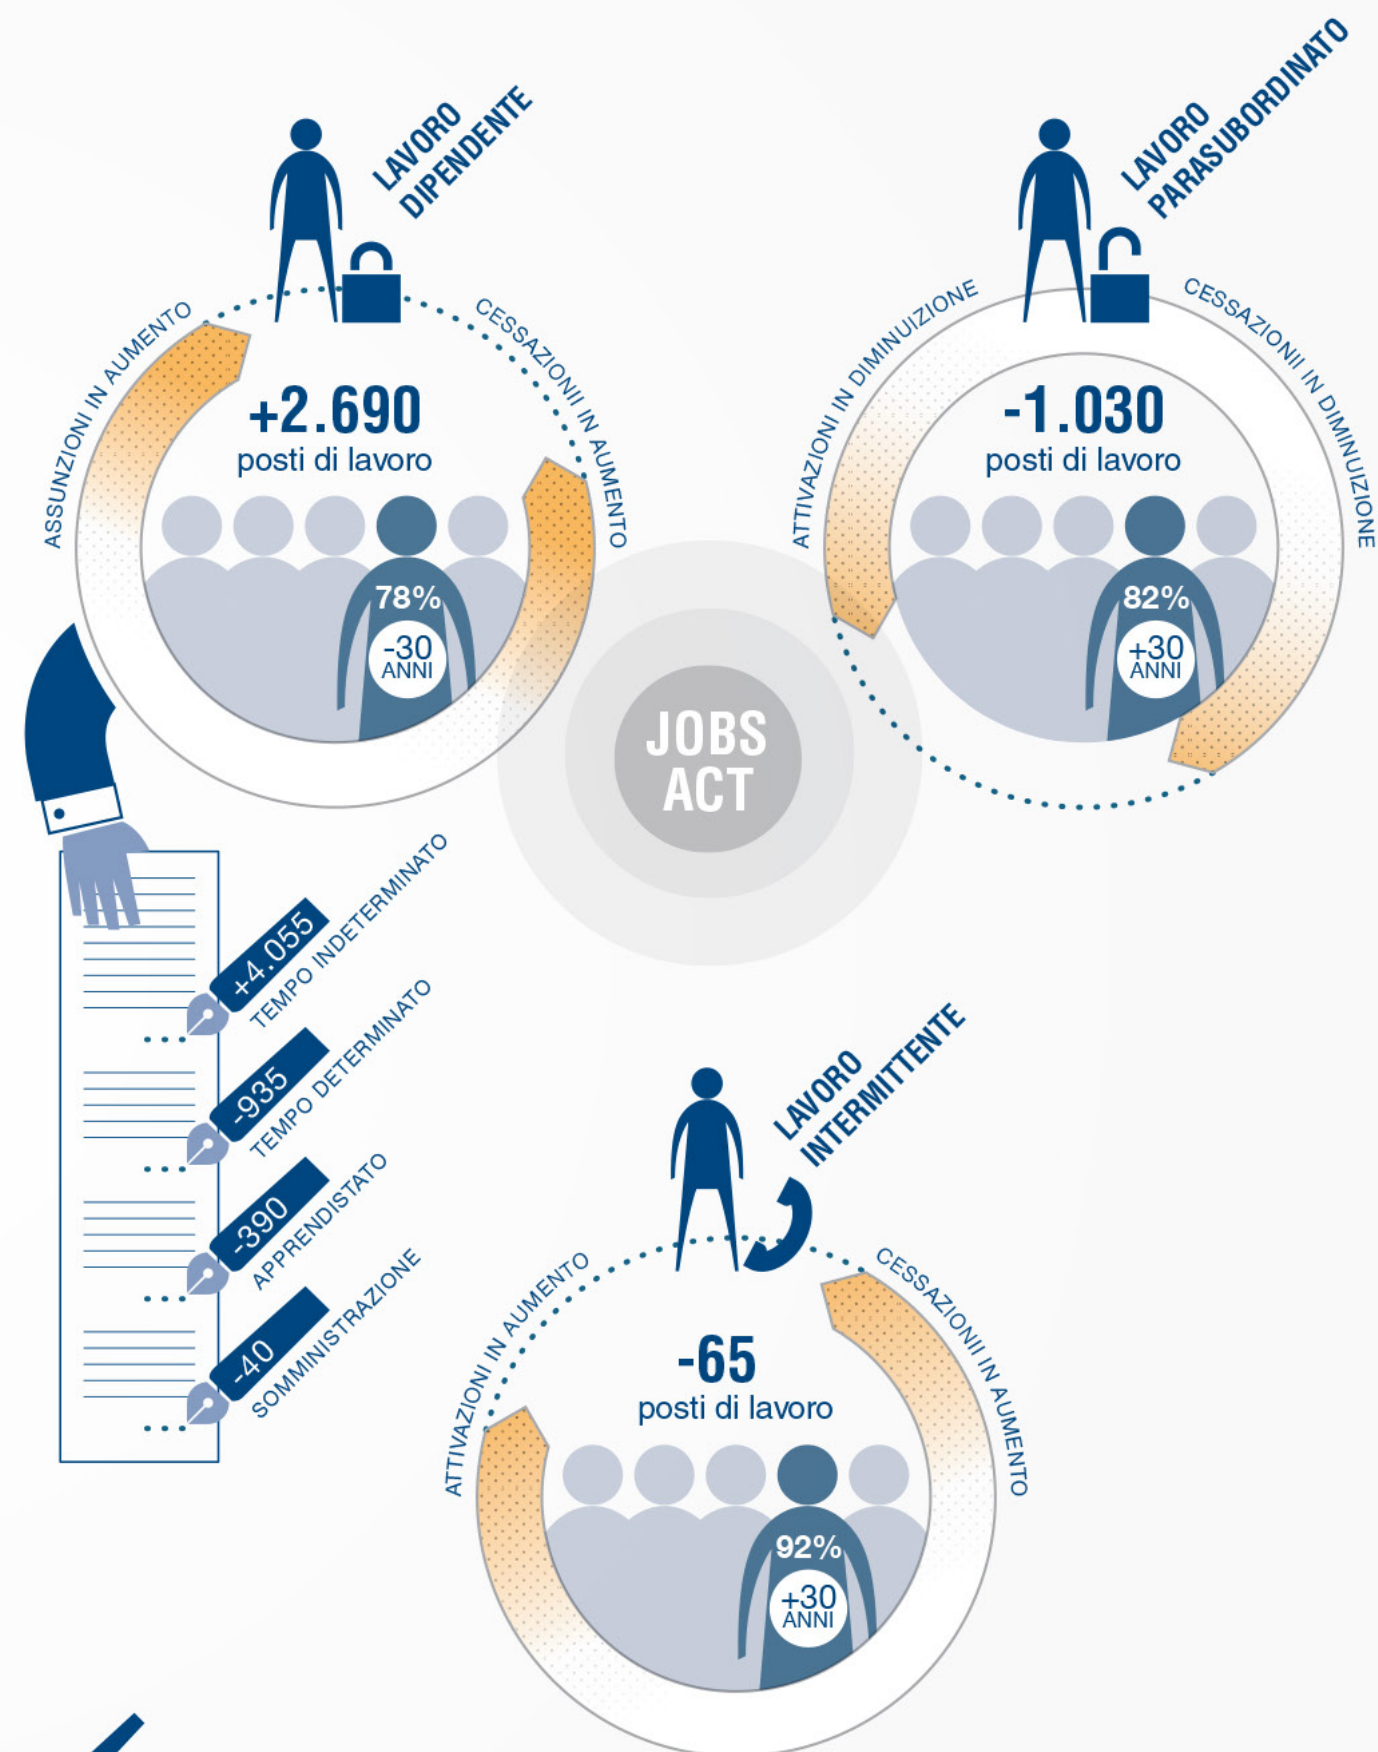 LAVORO
DIPENDENTE
ASSUNZIONI IN AUMENTO
CESSAZIONII IN AUMENTO
+2.690
posti di lavoro
78%
-30
ANNI
LAVORO
PARASUBORDINATO
ATTIVAZIONI IN DIMINUIZIONE
CESSAZIONII IN DIMINUIZIONE
-1.030
posti di lavoro
82%
+30
ANNI
JOBS
ACT
+4.055
TEMPO INDETERMINATO
-935
TEMPO DETERMINATO
-390
APPRENDISTATO
-40
SOMMINISTRAZIONE
LAVORO
INTERMITTENTE
ATTIVAZIONI IN AUMENTO
CESSAZIONII IN AUMENTO
-65
posti di lavoro
92%
+30
ANNI